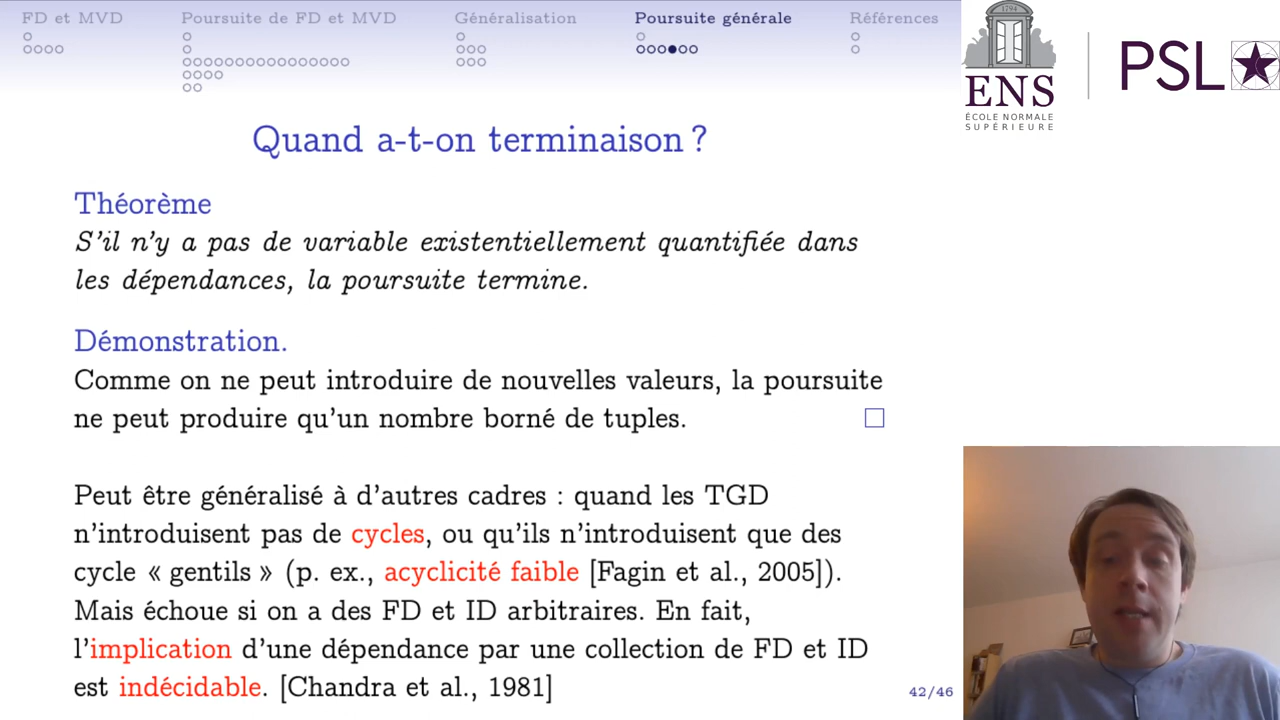 FD et MVD
Poursuite de FD et MVD
Généralisation
Poursuite générale
Références
1794
ENS
ÉCOLE NORMALE
SUPÉRIEURE
PSL
Quand a-t-on terminaison ?
Théorème
S'il n'y a pas de variable existentiellement quantifiée dans
les dépendances, la poursuite termine.
Démonstration.
Comme on ne peut introduire de nouvelles valeurs, la poursuite
ne peut produire qu'un nombre borné de tuples.
Peut être généralisé à d'autres cadres : quand les TGD
n'introduisent pas de cycles, ou qu'ils n'introduisent que des
cycle « gentils » (p. ex., acyclicité faible [Fagin et al., 2005]).
Mais échoue si on a des FD et ID arbitraires. En fait,
l'implication d'une dépendance par une collection de FD et ID
est indécidable. [Chandra et al., 1981]
42/46